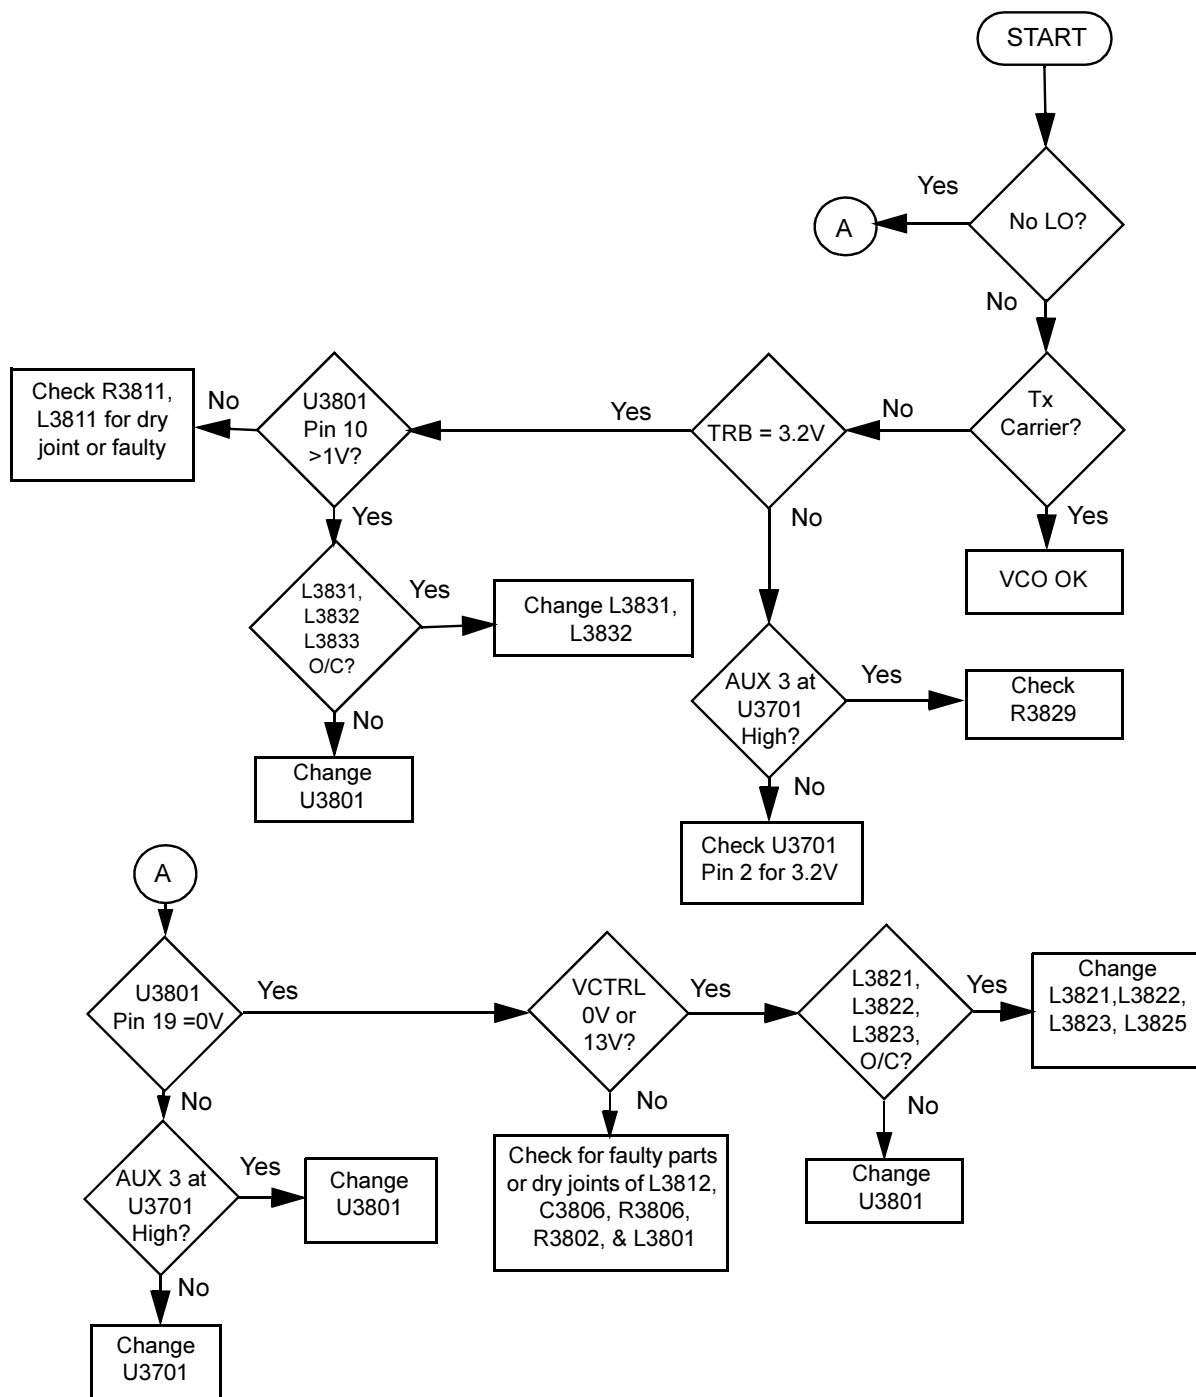 START
Yes
A
No LO?
No
Check R3811,
L3811 for dry
joint or faulty
No
U3801
Pin 10
>1V?
Yes
TRB = 3.2V
No
Tx
Carrier?
Yes
No
Yes
VCO OK
L3831,
L3832
L3833
O/C?
Yes
Change L3831,
L3832
No
Change
U3801
AUX 3 at
U3701
High?
Yes
Check
R3829
No
Check U3701
Pin 2 for 3.2V
A
U3801
Pin 19 =0V
Yes
VCTRL
0V or
13V?
Yes
L3821,
L3822,
L3823,
O/C?
Yes
Change
L3821,L3822,
L3823, L3825
No
No
No
AUX 3 at
U3701
High?
Yes
Change
U3801
Check for faulty parts
or dry joints of L3812,
C3806, R3806,
R3802, & L3801
Change
U3801
No
Change
U3701